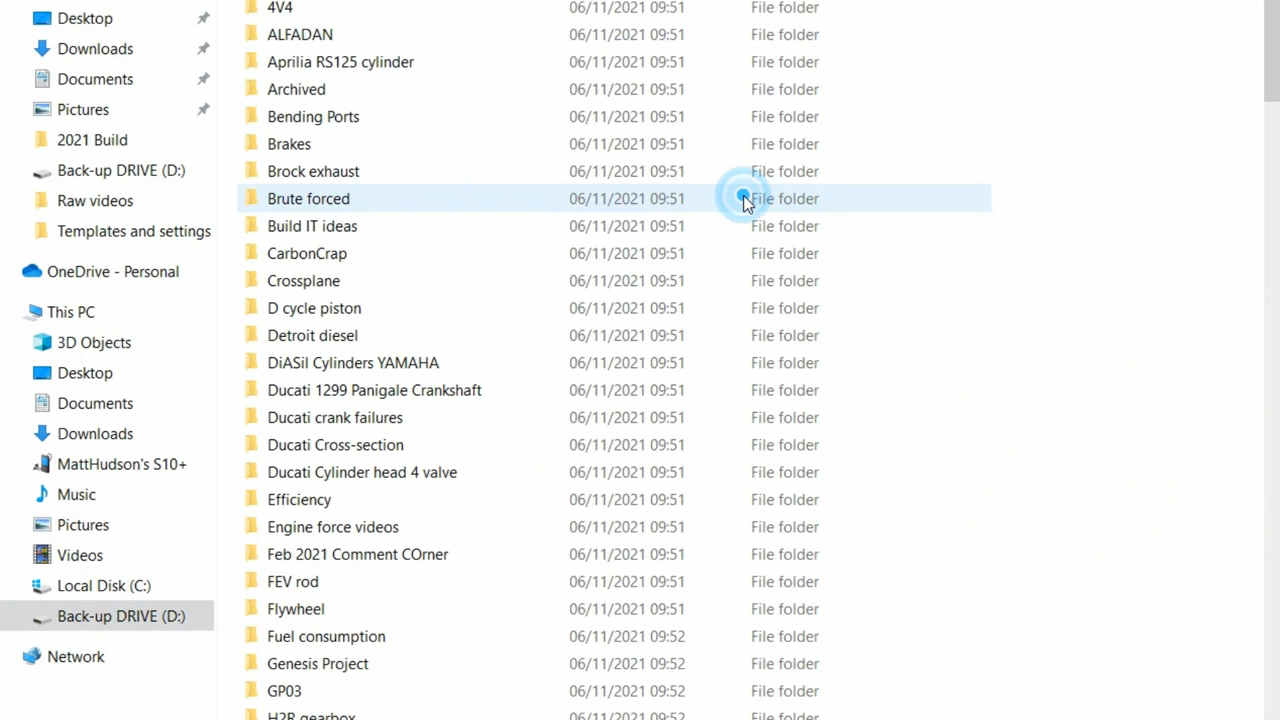 Desktop
Downloads
Documents
Pictures
2021 Build
Back-up DRIVE (D:)
Raw videos
Templates and settings
OneDrive - Personal
This PC
3D Objects
Desktop
Documents
Downloads
MattHudson's S10+
Music
Pictures
Videos
Local Disk (C:)
Back-up DRIVE (D:)
Network
4V4 06/11/2021 09:51 File folder
ALFADAN 06/11/2021 09:51 File folder
Aprilia RS125 cylinder 06/11/2021 09:51 File folder
Archived 06/11/2021 09:51 File folder
Bending Ports 06/11/2021 09:51 File folder
Brakes 06/11/2021 09:51 File folder
Brock exhaust 06/11/2021 09:51 File folder
Brute forced 06/11/2021 09:51 File folder
Build IT ideas 06/11/2021 09:51 File folder
CarbonCrap 06/11/2021 09:51 File folder
Crossplane 06/11/2021 09:51 File folder
D cycle piston 06/11/2021 09:51 File folder
Detroit diesel 06/11/2021 09:51 File folder
DiASil Cylinders YAMAHA 06/11/2021 09:51 File folder
Ducati 1299 Panigale Crankshaft 06/11/2021 09:51 File folder
Ducati crank failures 06/11/2021 09:51 File folder
Ducati Cross-section 06/11/2021 09:51 File folder
Ducati Cylinder head 4 valve 06/11/2021 09:51 File folder
Efficiency 06/11/2021 09:51 File folder
Engine force videos 06/11/2021 09:51 File folder
Feb 2021 Comment COrner 06/11/2021 09:51 File folder
FEV rod 06/11/2021 09:51 File folder
Flywheel 06/11/2021 09:51 File folder
Fuel consumption 06/11/2021 09:52 File folder
Genesis Project 06/11/2021 09:52 File folder
GP03 06/11/2021 09:52 File folder
H2R gearbox 06/11/2021 09:52 File folder